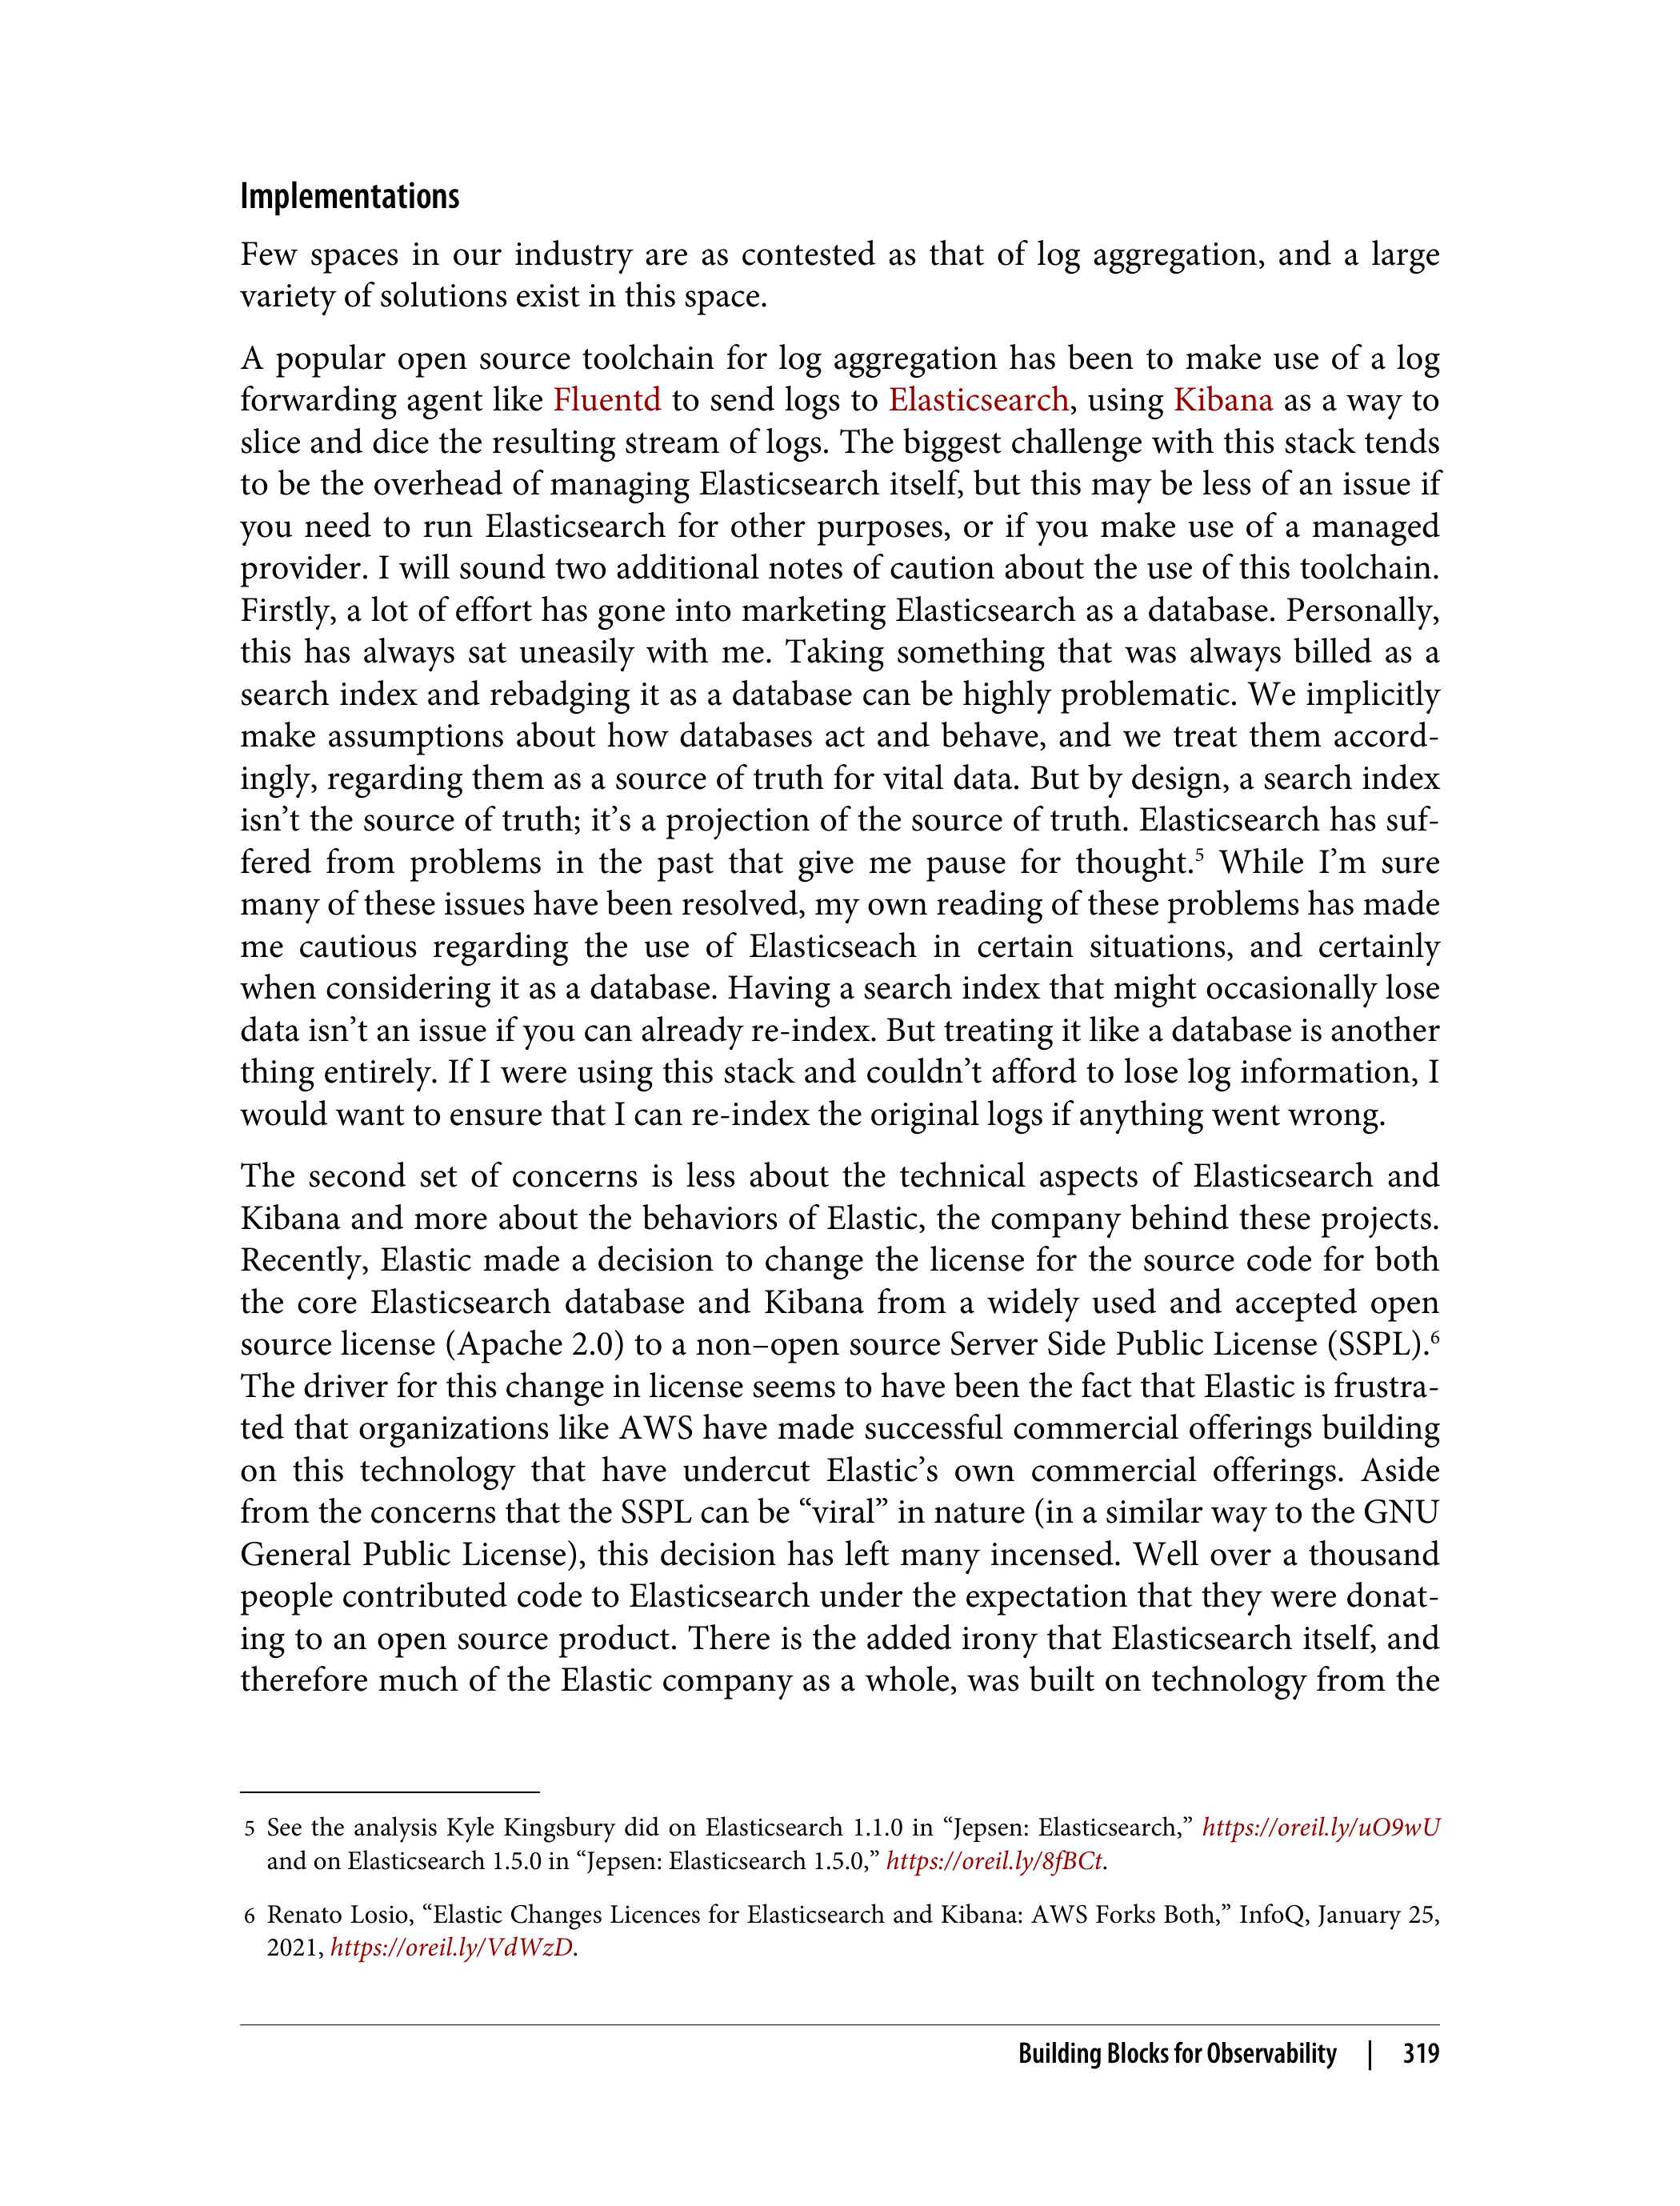 Implementations
Few spaces in our industry are as contested as that of log aggregation, and a large
variety of solutions exist in this space.
A popular open source toolchain for log aggregation has been to make use of a log
forwarding agent like Fluentd to send logs to Elasticsearch, using Kibana as a way to
slice and dice the resulting stream of logs. The biggest challenge with this stack tends
to be the overhead of managing Elasticsearch itself, but this may be less of an issue if
you need to run Elasticsearch for other purposes, or if you make use of a managed
provider. I will sound two additional notes of caution about the use of this toolchain.
Firstly, a lot of effort has gone into marketing Elasticsearch as a database. Personally,
this has always sat uneasily with me. Taking something that was always billed as a
search index and rebadging it as a database can be highly problematic. We implicitly
make assumptions about how databases act and behave, and we treat them accord-
ingly, regarding them as a source of truth for vital data. But by design, a search index
isn’t the source of truth; it’s a projection of the source of truth. Elasticsearch has suf-
fered from problems in the past that give me pause for thought.5 While I’m sure
many of these issues have been resolved, my own reading of these problems has made
me cautious regarding the use of Elasticseach in certain situations, and certainly
when considering it as a database. Having a search index that might occasionally lose
data isn’t an issue if you can already re-index. But treating it like a database is another
thing entirely. If I were using this stack and couldn’t afford to lose log information, I
would want to ensure that I can re-index the original logs if anything went wrong.
The second set of concerns is less about the technical aspects of Elasticsearch and
Kibana and more about the behaviors of Elastic, the company behind these projects.
Recently, Elastic made a decision to change the license for the source code for both
the core Elasticsearch database and Kibana from a widely used and accepted open
source license (Apache 2.0) to a non–open source Server Side Public License (SSPL).6
The driver for this change in license seems to have been the fact that Elastic is frustra-
ted that organizations like AWS have made successful commercial offerings building
on this technology that have undercut Elastic’s own commercial offerings. Aside
from the concerns that the SSPL can be “viral” in nature (in a similar way to the GNU
General Public License), this decision has left many incensed. Well over a thousand
people contributed code to Elasticsearch under the expectation that they were donat-
ing to an open source product. There is the added irony that Elasticsearch itself, and
therefore much of the Elastic company as a whole, was built on technology from the
5 See the analysis Kyle Kingsbury did on Elasticsearch 1.1.0 in “Jepsen: Elasticsearch,” https://oreil.ly/uO9wU
and on Elasticsearch 1.5.0 in “Jepsen: Elasticsearch 1.5.0,” https://oreil.ly/8fBCt.
6 Renato Losio, “Elastic Changes Licences for Elasticsearch and Kibana: AWS Forks Both,” InfoQ, January 25,
2021, https://oreil.ly/VdWzD.
Building Blocks for Observability | 319